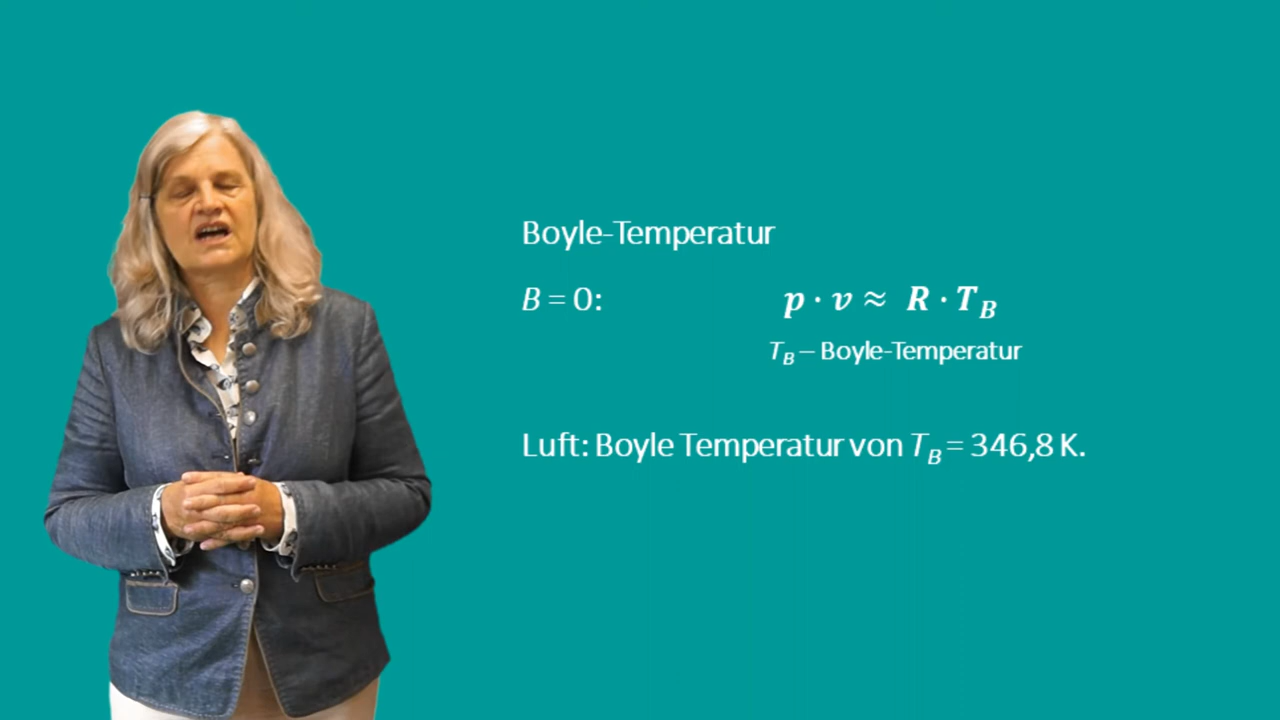 Boyle-Temperatur
B = 0: p · v ≈ R · T_B
T_B – Boyle-Temperatur
Luft: Boyle Temperatur von T_B = 346,8 K.